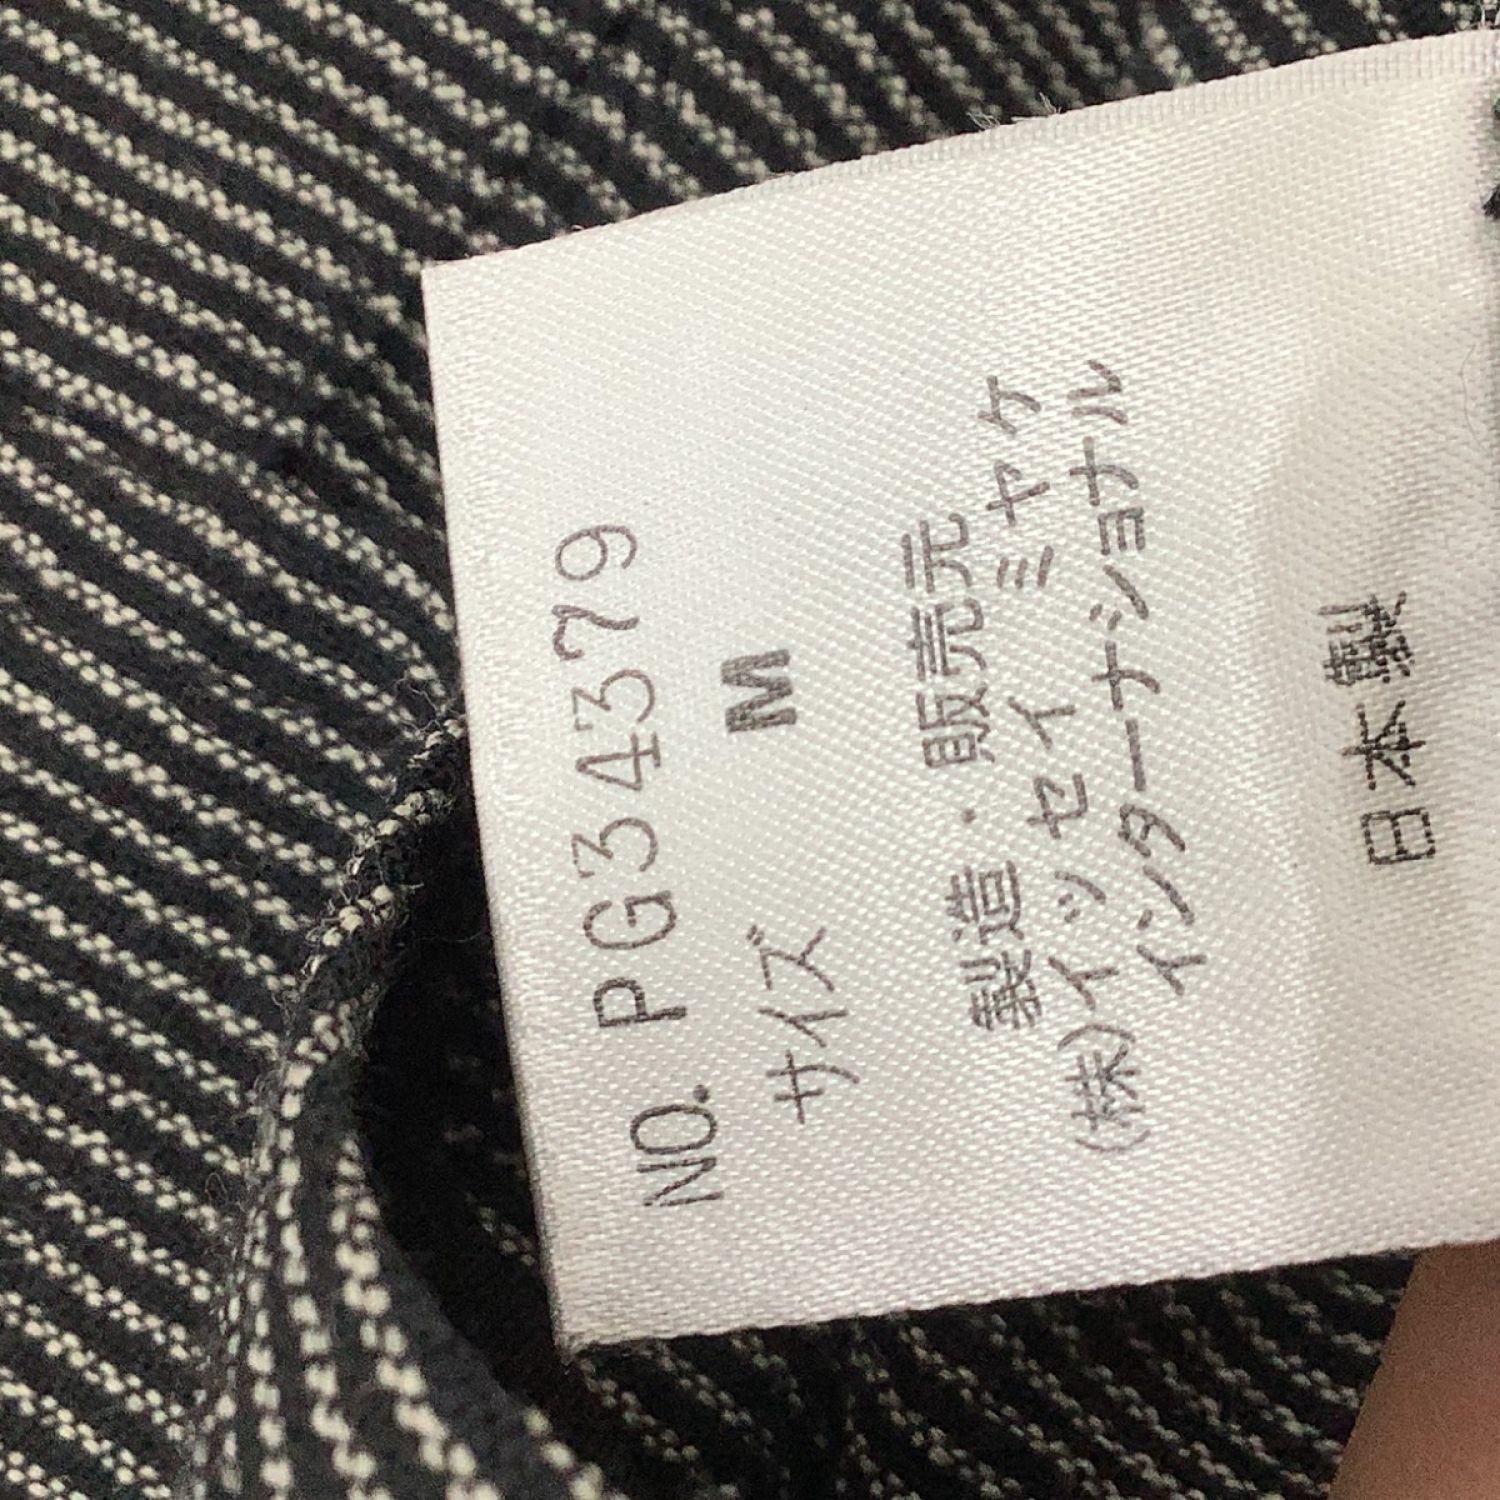 NO. PG34379
サイズ M
製造・販売元
(株)イッセイ ミヤケ
インターナショナル
日本製